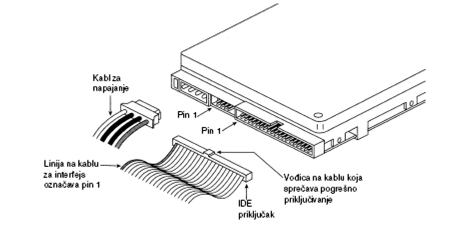 Kabl za
napajanje
Pin 1
Pin 1
Linija na kablu
za interfejs
označava pin 1
Vođica na kablu koja
sprečava pogrešno
priključivanje
IDE
priključak